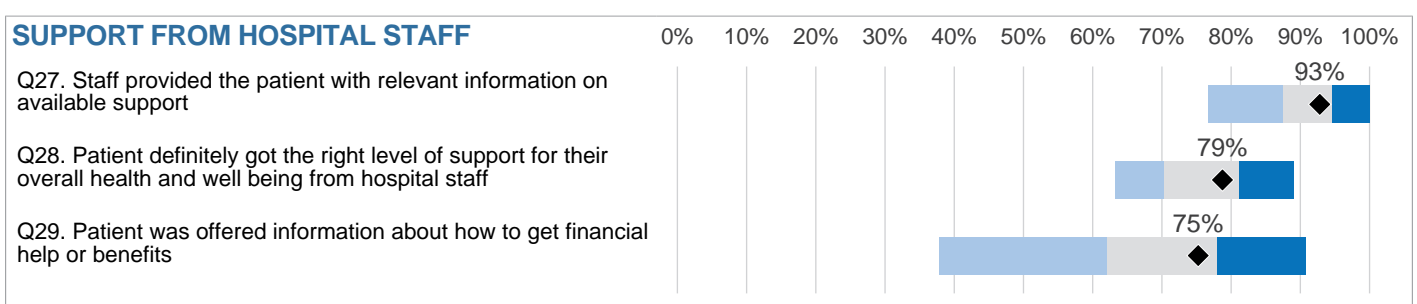 SUPPORT FROM HOSPITAL STAFF
0% 10% 20% 30% 40% 50% 60% 70% 80% 90% 100%
Q27. Staff provided the patient with relevant information on
available support
93%
Q28. Patient definitely got the right level of support for their
overall health and well being from hospital staff
79%
Q29. Patient was offered information about how to get financial
help or benefits
75%